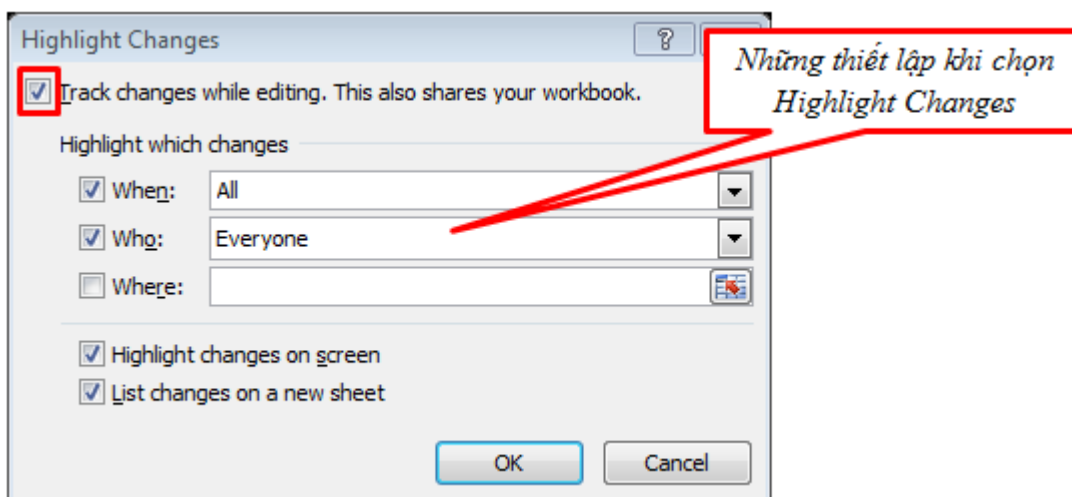 Highlight Changes
Những thiết lập khi chọn
Highlight Changes
Track changes while editing. This also shares your workbook.
Highlight which changes
When: All
Who: Everyone
Where:
Highlight changes on screen
List changes on a new sheet
OK Cancel